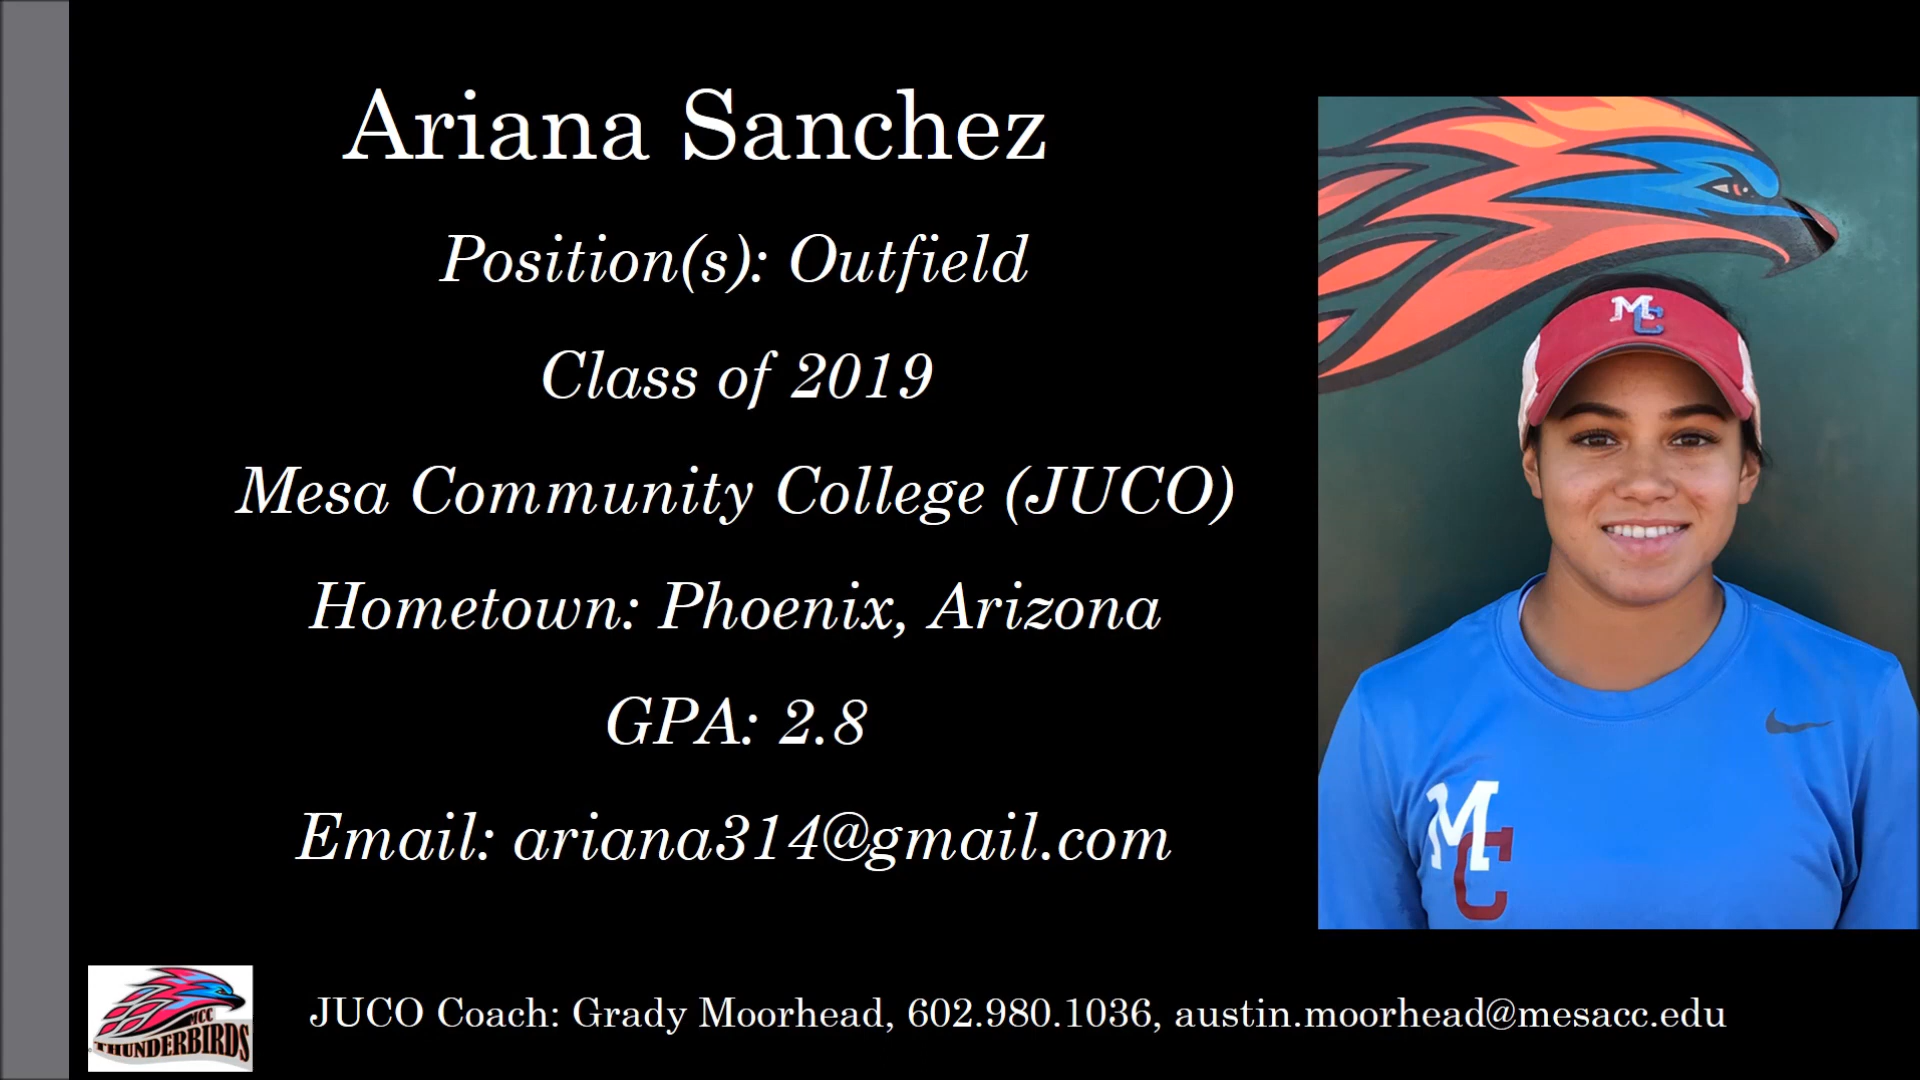 Ariana Sanchez
Position(s): Outfield
Class of 2019
Mesa Community College (JUCO)
Hometown: Phoenix, Arizona
GPA: 2.8
Email: ariana314@gmail.com
MC
MC
MCC
THUNDERBIRDS
JUCO Coach: Grady Moorhead, 602.980.1036, austin.moorhead@mesacc.edu